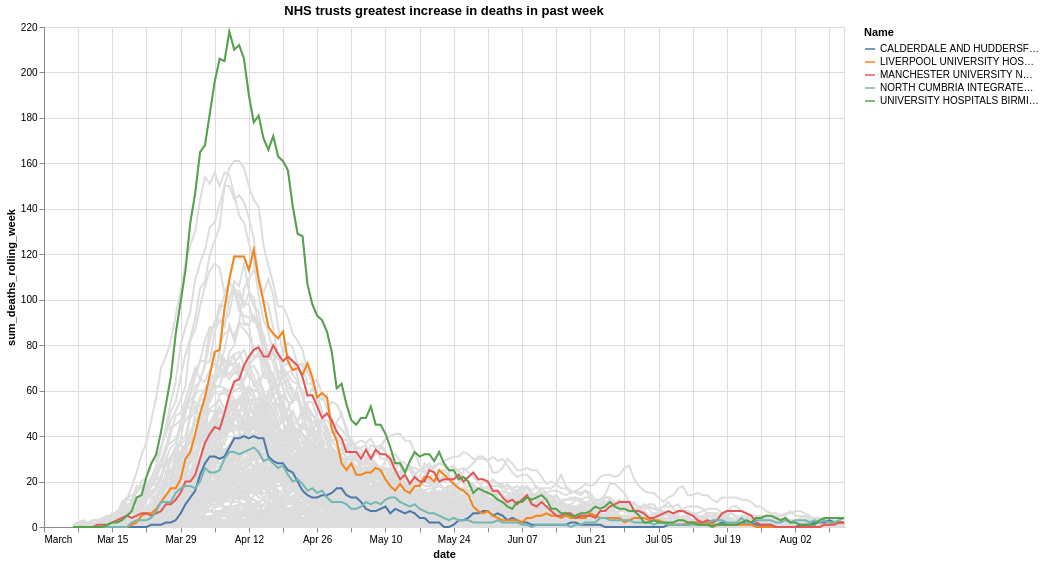 NHS trusts greatest increase in deaths in past week
220
200
180
160
140
120
100
80
60
40
20
0
sum_deaths_rolling_week
March Mar 15 Mar 29 Apr 12 Apr 26 May 10 May 24 Jun 07 Jun 21 Jul 05 Jul 19 Aug 02
date
Name
CALDERDALE AND HUDDERSF…
LIVERPOOL UNIVERSITY HOS…
MANCHESTER UNIVERSITY N…
NORTH CUMBRIA INTEGRATE…
UNIVERSITY HOSPITALS BIRMI…